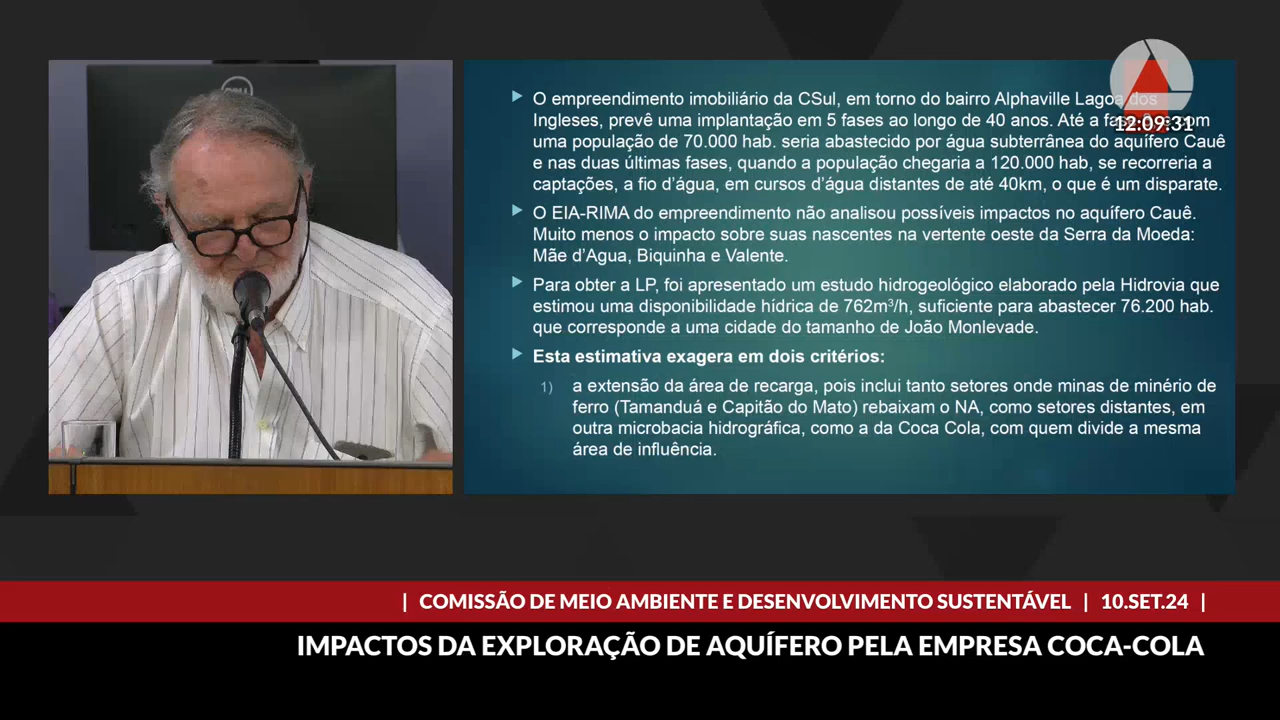 O empreendimento imobiliário da CSul, em torno do bairro Alphaville Lagoa dos
12:09:31
Ingleses, prevê uma implantação em 5 fases ao longo de 40 anos. Até a
uma população de 70.000 hab. seria abastecido por água subterrânea do aquífero Cauê
e nas duas últimas fases, quando a população chegaria a 120.000 hab, se recorreria a
captações, a fio d'água, em cursos d'água distantes de até 40km, o que é um disparate.
O EIA-RIMA do empreendimento não analisou possíveis impactos no aquífero Cauê.
Muito menos o impacto sobre suas nascentes na vertente oeste da Serra da Moeda:
Mãe d'Agua, Biquinha e Valente.
Para obter a LP, foi apresentado um estudo hidrogeológico elaborado pela Hidrovia que
estimou uma disponibilidade hídrica de 762m³/h, suficiente para abastecer 76.200 hab.
que corresponde a uma cidade do tamanho de João Monlevade.
Esta estimativa exagera em dois critérios:
1) a extensão da área de recarga, pois inclui tanto setores onde minas de minério de
ferro (Tamanduá e Capitão do Mato) rebaixam o NA, como setores distantes, em
outra microbacia hidrográfica, como a da Coca Cola, com quem divide a mesma
área de influência.
| COMISSÃO DE MEIO AMBIENTE E DESENVOLVIMENTO SUSTENTÁVEL | 10.SET.24 |
IMPACTOS DA EXPLORAÇÃO DE AQUÍFERO PELA EMPRESA COCA-COLA